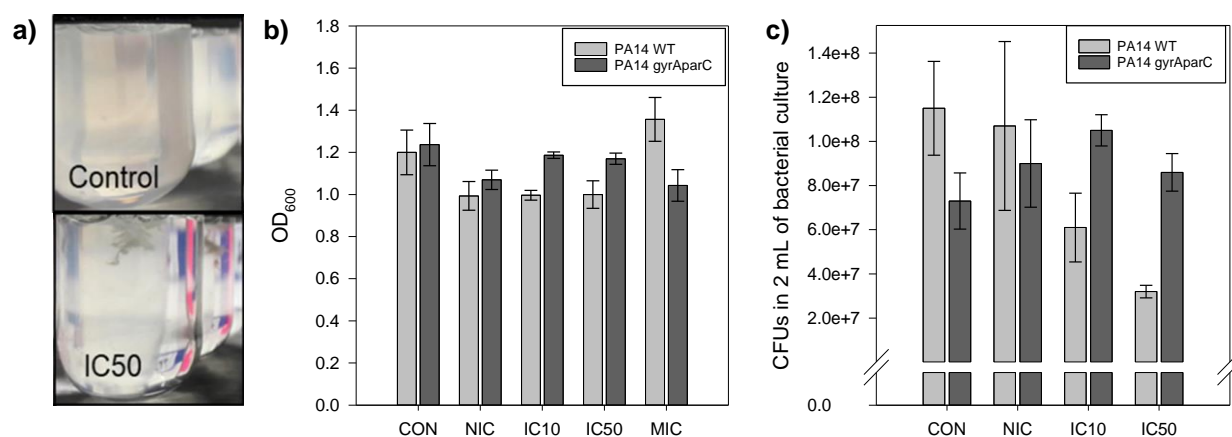 a)
Control
IC50
b)
OD600
1.8
1.6
1.4
1.2
1.0
0.8
0.6
0.4
0.2
0.0
PA14 WT
PA14 gyrAparC
CON NIC IC10 IC50 MIC
c)
CFUs in 2 mL of bacterial culture
1.4e+8
1.2e+8
1.0e+8
8.0e+7
6.0e+7
4.0e+7
2.0e+7
0.0
PA14 WT
PA14 gyrAparC
CON NIC IC10 IC50